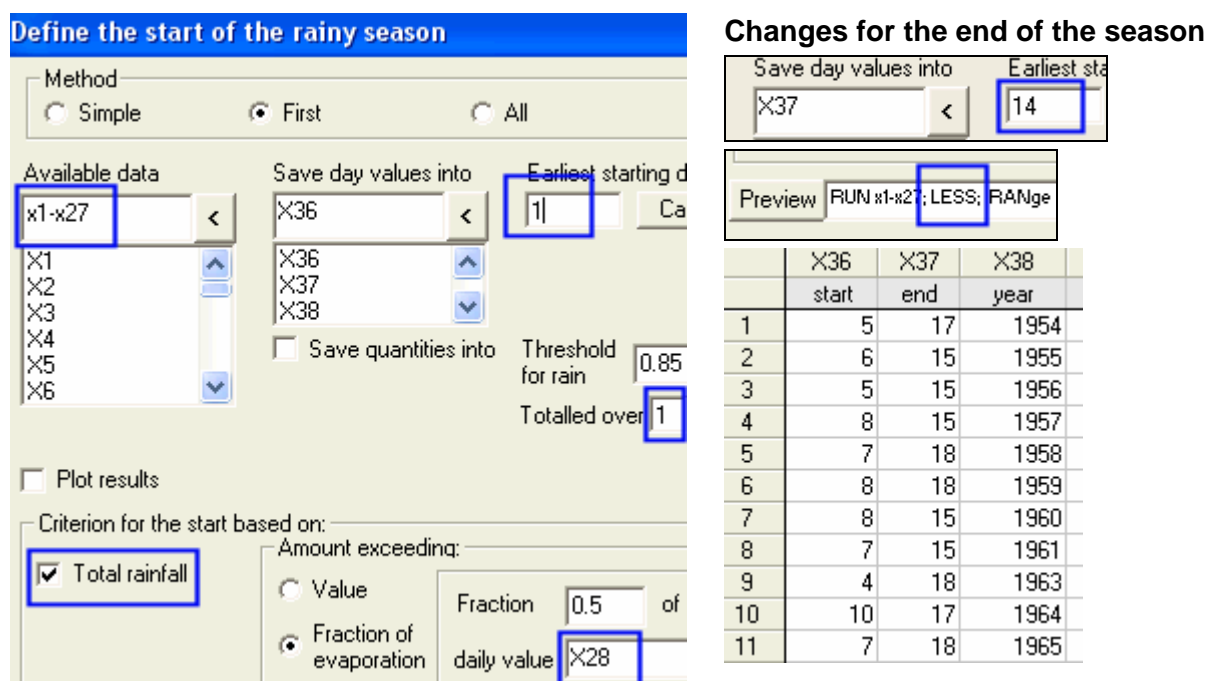 Define the start of the rainy season
Method
Simple First All
Available data Save day values into Earliest starting d
x1-x27 < X36 < 1 Ca
X1
X2
X3
X4
X5
X6
X36
X37
X38
Save quantities into
Threshold for rain 0.85
Totalled over 1
Plot results
Criterion for the start based on:
Total rainfall
Amount exceeding:
Value
Fraction of evaporation
Fraction 0.5 of
daily value X28
Changes for the end of the season
Save day values into Earliest sta
X37 < 14
Preview RUN x1-x27; LESS; RANge
X36 X37 X38
start end year
1 5 17 1954
2 6 15 1955
3 5 15 1956
4 8 15 1957
5 7 18 1958
6 8 18 1959
7 8 15 1960
8 7 15 1961
9 4 18 1963
10 10 17 1964
11 7 18 1965